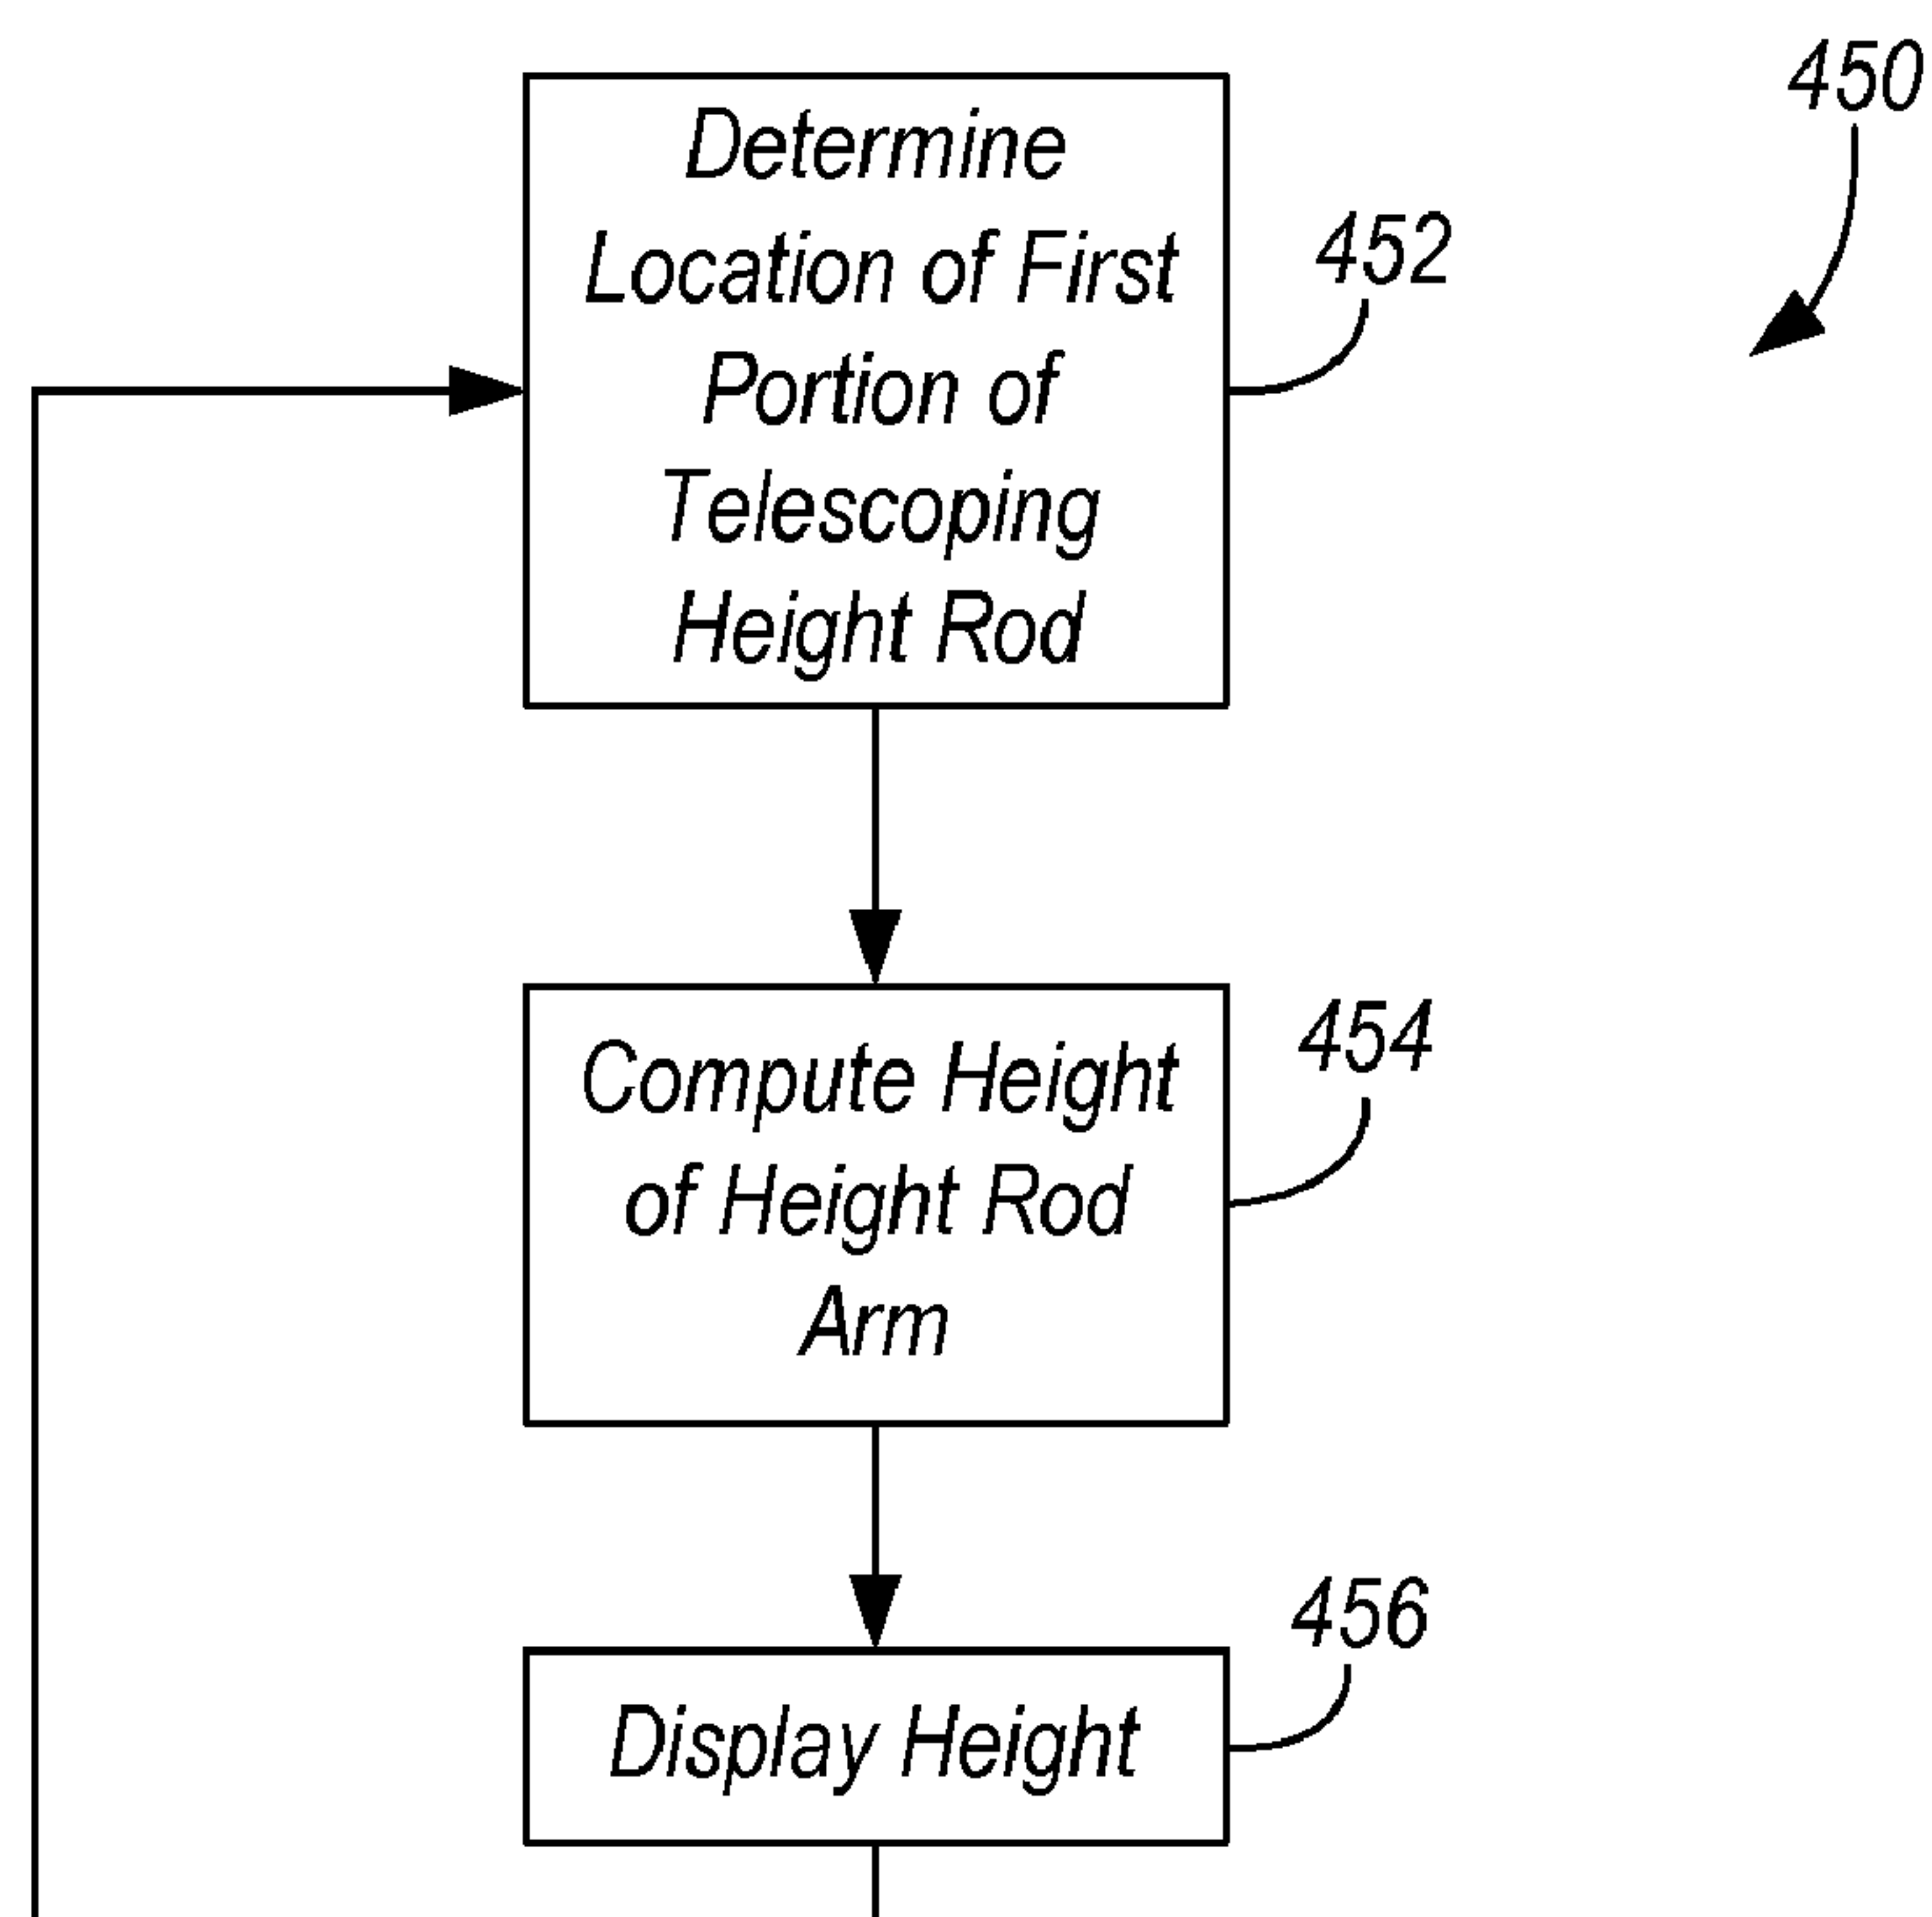 450
Determine
Location of First
Portion of
Telescoping
Height Rod
452
Compute Height
of Height Rod
Arm
454
Display Height
456